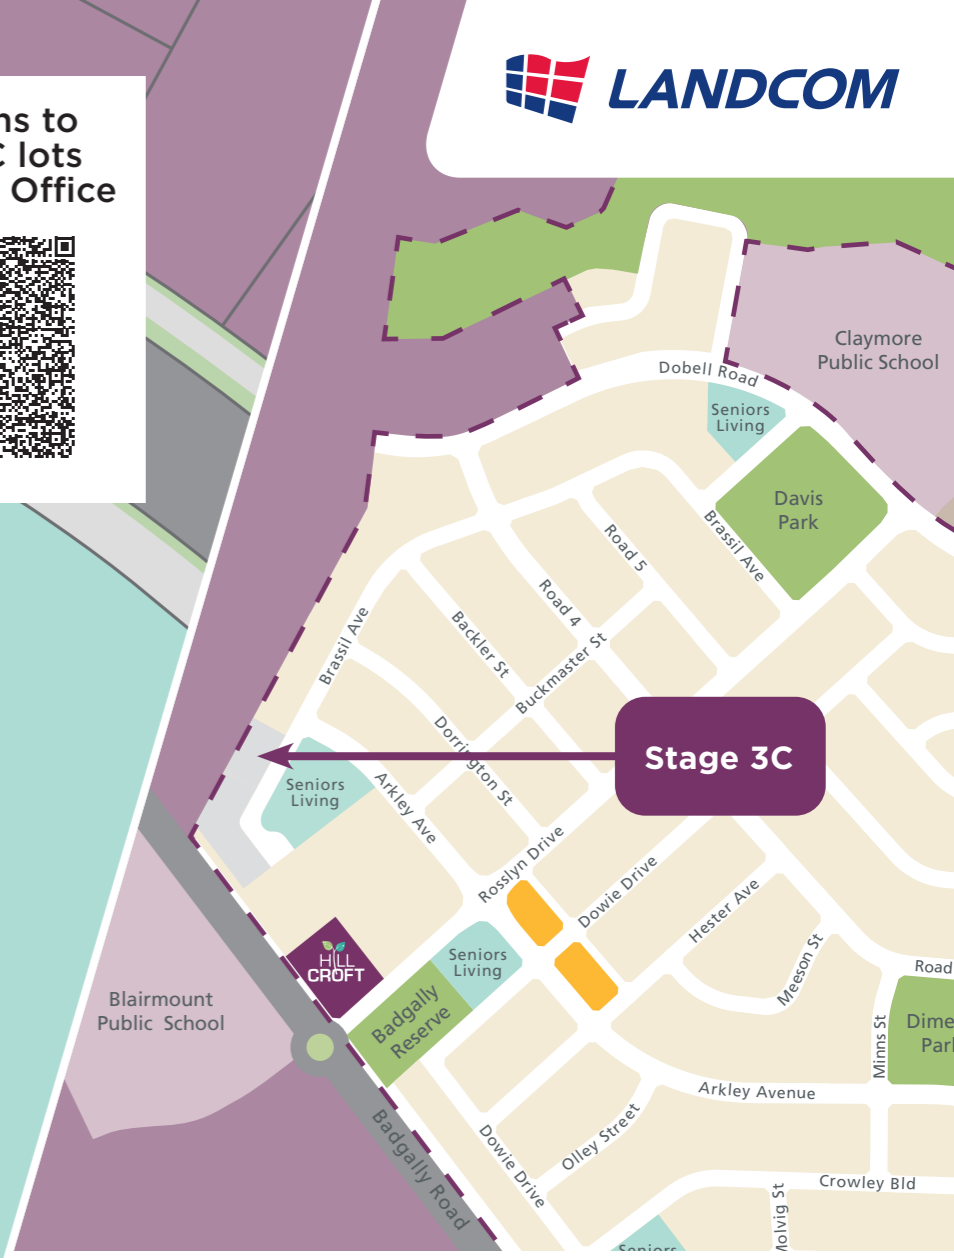 LANDCOM
ns to
C lots
Office
Claymore
Public School
Dobell Road
Seniors
Living
Davis
Park
Brassil Ave
Road 5
Road 4
Backler St
Buckmaster St
Brassil Ave
Dorrington St
Stage 3C
Seniors
Living
Arkley Ave
Rosslyn Drive
Dowie Drive
Hester Ave
Meeson St
HILL
CROFT
Seniors
Living
Badgally
Reserve
Blairmount
Public School
Road
Minns St
Dime
Parl
Arkley Avenue
Olley Street
Dowie Drive
Badgally Road
Crowley Bld
Molvig St
Seniors